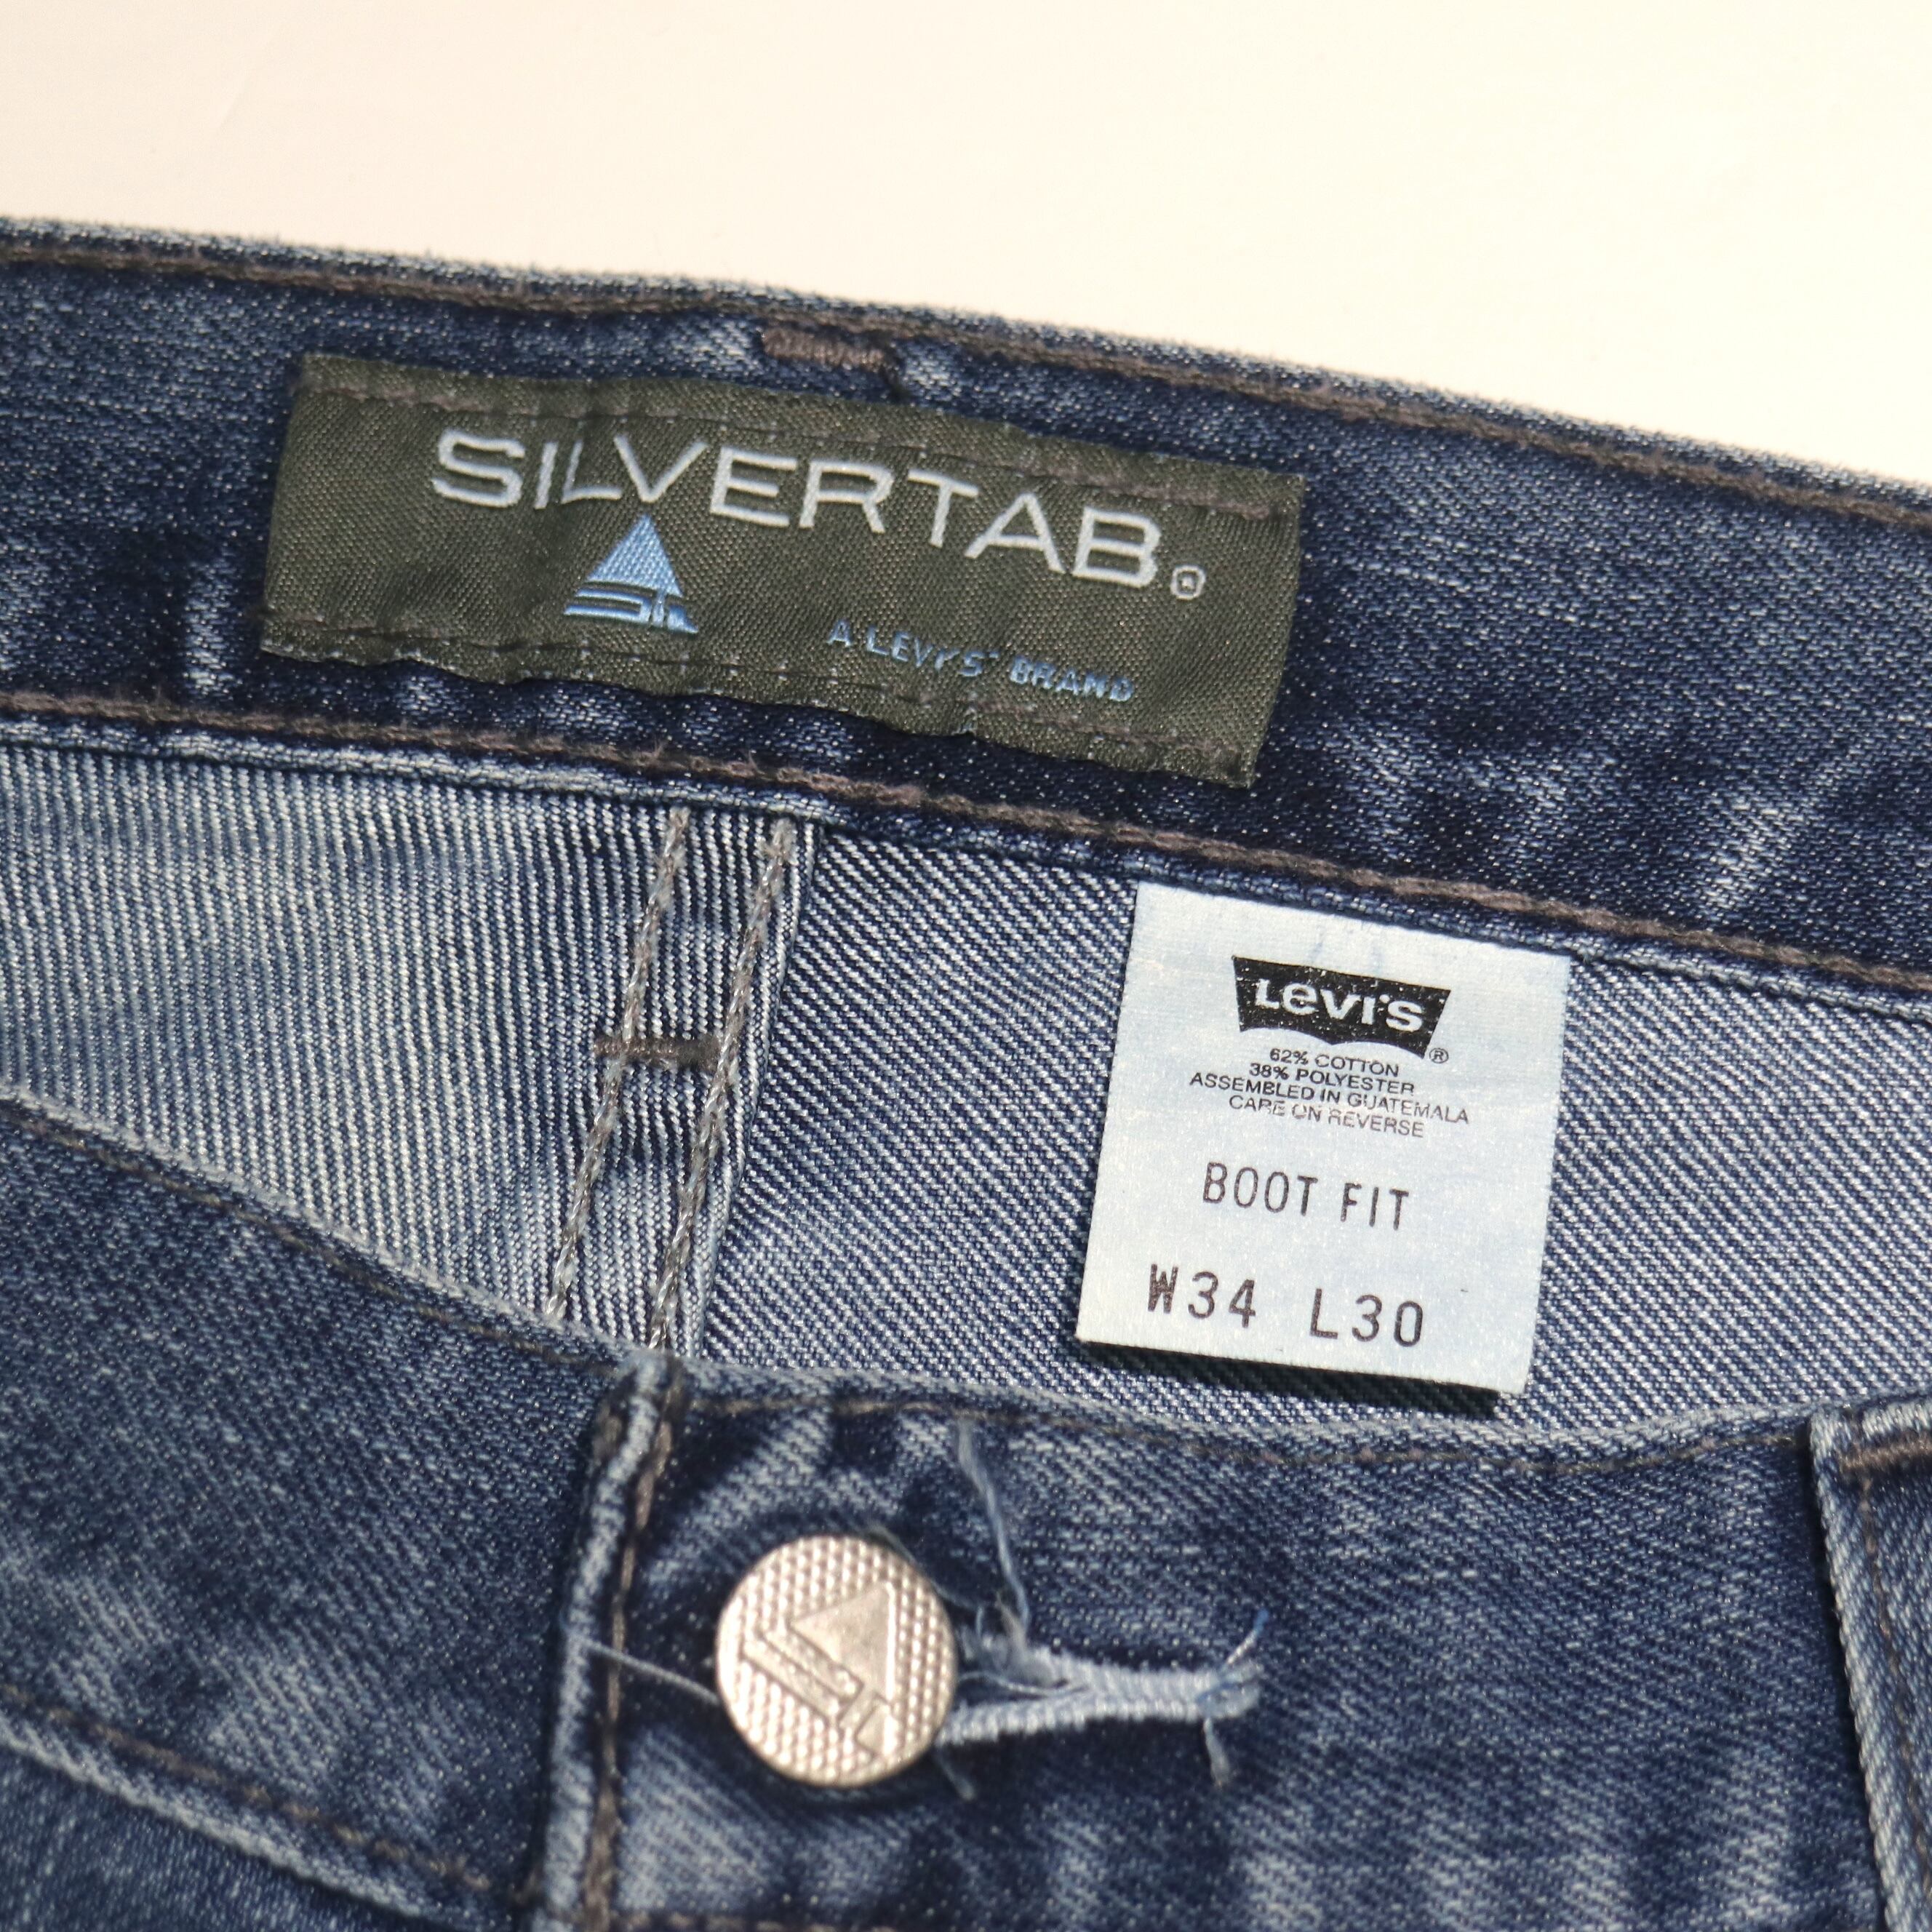 SILVERTAB®
A LEVI'S® BRAND
LEVI'S®
62% COTTON
38% POLYESTER
ASSEMBLED IN GUATEMALA
CARE ON REVERSE
BOOT FIT
W34 L30